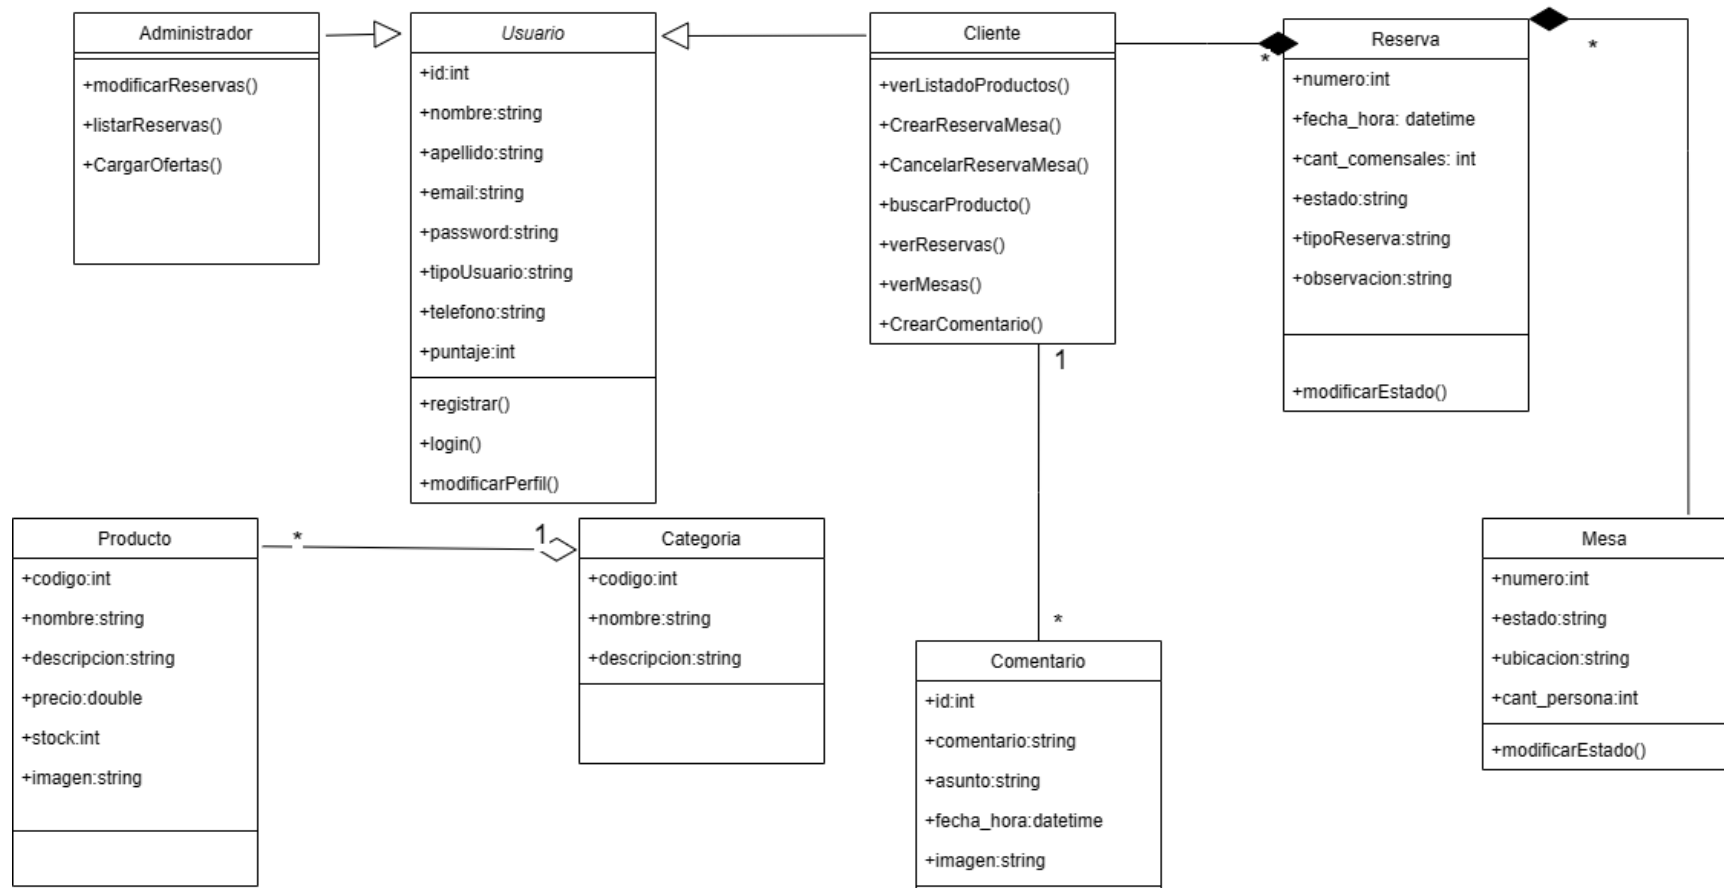 Administrador
+modificarReservas()
+listarReservas()
+CargarOfertas()
Usuario
+id:int
+nombre:string
+apellido:string
+email:string
+password:string
+tipoUsuario:string
+telefono:string
+puntaje:int
+registrar()
+login()
+modificarPerfil()
Cliente
+verListadoProductos()
+CrearReservaMesa()
+CancelarReservaMesa()
+buscarProducto()
+verReservas()
+verMesas()
+CrearComentario()
1
*
*
Reserva
+numero:int
+fecha_hora: datetime
+cant_comensales: int
+estado:string
+tipoReserva:string
+observacion:string
+modificarEstado()
*
Producto
+codigo:int
+nombre:string
+descripcion:string
+precio:double
+stock:int
+imagen:string
*
1
Categoria
+codigo:int
+nombre:string
+descripcion:string
Comentario
+id:int
+comentario:string
+asunto:string
+fecha_hora:datetime
+imagen:string
Mesa
+numero:int
+estado:string
+ubicacion:string
+cant_persona:int
+modificarEstado()